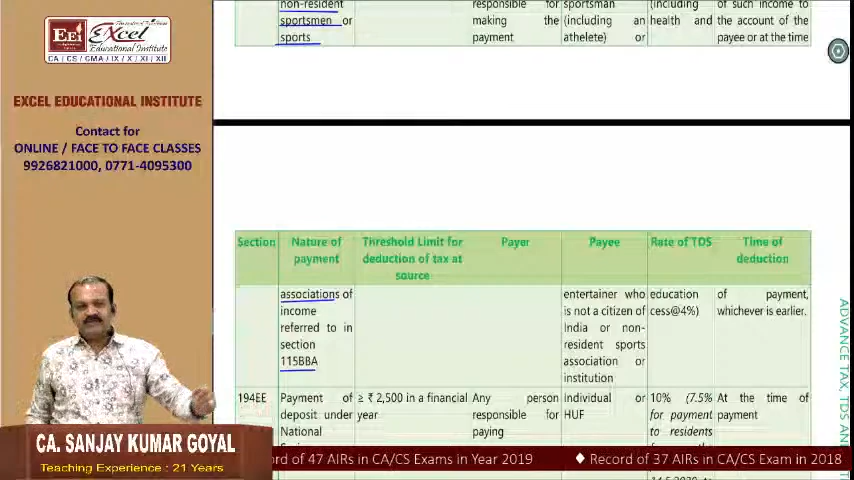 EEi
Excel
Educational Institute
CA / CS / CMA / IX / X / XI / XII
EXCEL EDUCATIONAL INSTITUTE
Contact for
ONLINE / FACE TO FACE CLASSES
9926821000, 0771-4095300
non-resident
sportsmen or
sports
responsible for
making the
payment
sportsman
(including an
athelete) or
(including
health and
of such income to
the account of the
payee or at the time
Section
Nature of
payment
Threshold Limit for
deduction of tax at
source
Payer
Payee
Rate of TDS
Time of
deduction
associations of
income
referred to in
section
115BBA
entertainer who
is not a citizen of
India or non-
resident sports
association or
institution
education
cess@4%)
of payment,
whichever is earlier.
194EE
Payment of
deposit under
National
≥ ₹ 2,500 in a financial
year
Any person
responsible for
paying
Individual or
HUF
10% (7.5%
for payment
to residents
At the time of
payment
ADVANCE TAX, TDS AN
CA. SANJAY KUMAR GOYAL
Teaching Experience : 21 Years
rd of 47 AIRs in CA/CS Exams in Year 2019
◆ Record of 37 AIRs in CA/CS Exam in 2018